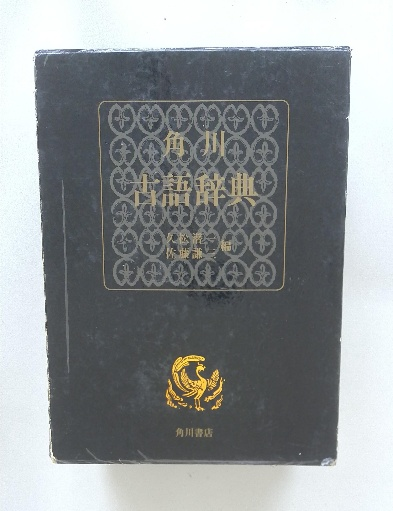 角川
古語辞典
久松潜一
佐藤謙三
編
角川書店